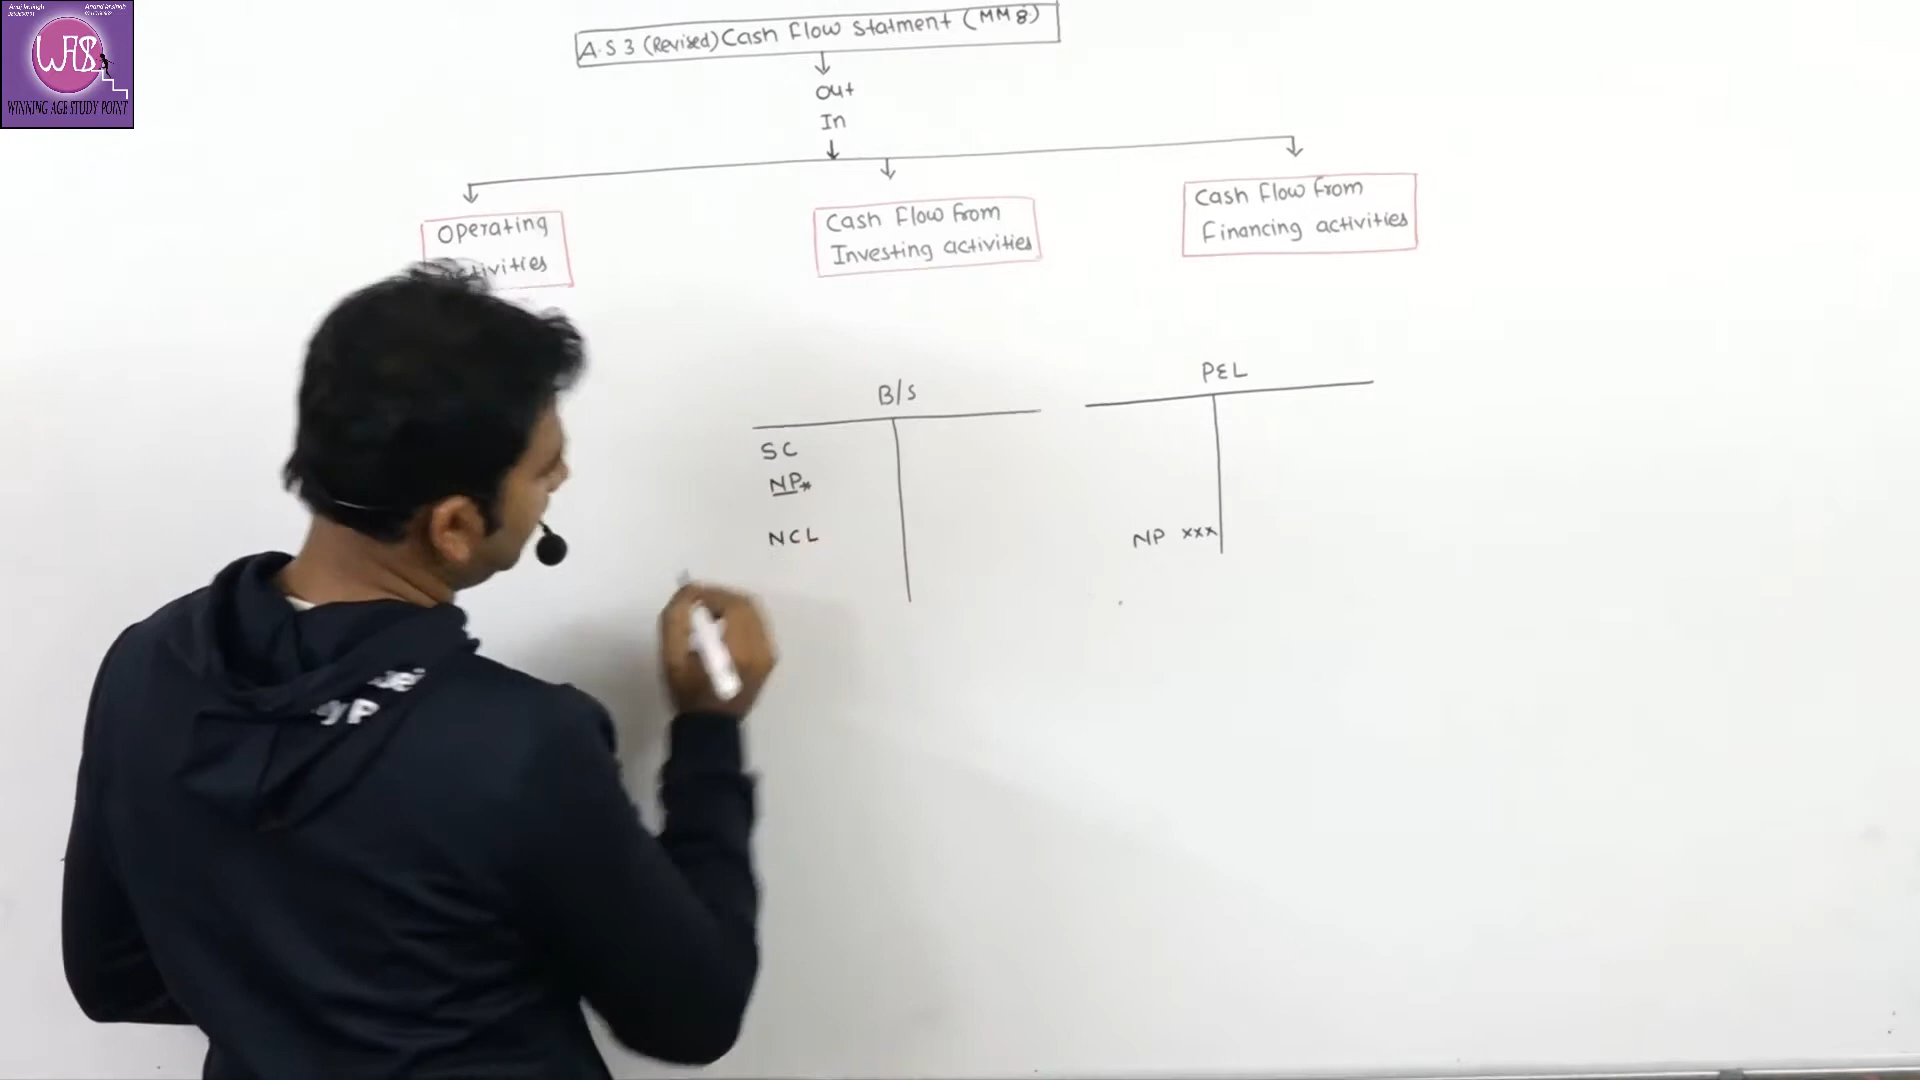 WAS
WINNING AGE STUDY POINT
A.S 3 (Revised) Cash Flow Statment (MM 8)
Out
In
Operating
tivities
Cash Flow From
Investing activities
Cash Flow From
Financing activities
B/S
SC
NP*
NCL
P&L
NP xxx